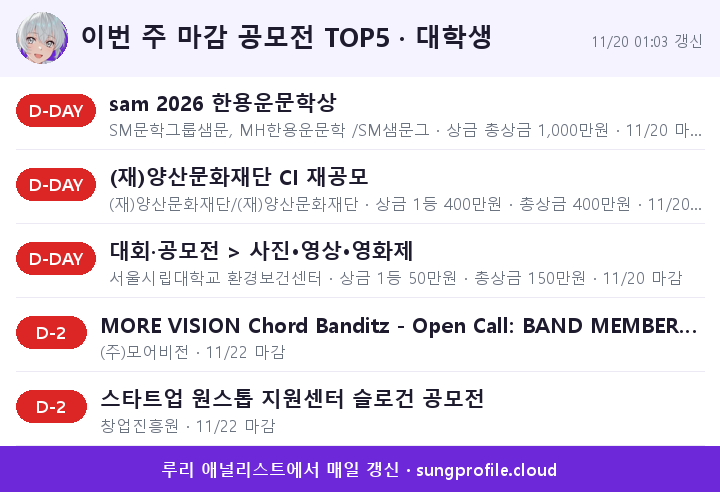 이번 주 마감 공모전 TOP5 · 대학생
11/20 01:03 갱신
D-DAY
sam 2026 한용운문학상
SM문학그룹샘문, MH한용운문학 /SM샘문그 · 상금 총상금 1,000만원 · 11/20 마...
D-DAY
(재)양산문화재단 CI 재공모
(재)양산문화재단/(재)양산문화재단 · 상금 1등 400만원 · 총상금 400만원 · 11/20...
D-DAY
대회·공모전 > 사진•영상•영화제
서울시립대학교 환경보건센터 · 상금 1등 50만원 · 총상금 150만원 · 11/20 마감
D-2
MORE VISION Chord Banditz - Open Call: BAND MEMBER...
(주)모어비전 · 11/22 마감
D-2
스타트업 원스톱 지원센터 슬로건 공모전
창업진흥원 · 11/22 마감
루리 애널리스트에서 매일 갱신 · sungprofile.cloud